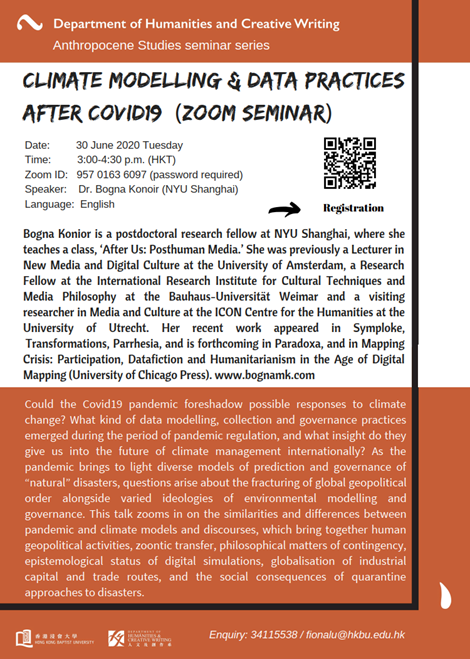 Department of Humanities and Creative Writing
Anthropocene Studies seminar series
CLIMATE MODELLING & DATA PRACTICES
AFTER COVID19 (ZOOM SEMINAR)
Date: 30 June 2020 Tuesday
Time: 3:00-4:30 p.m. (HKT)
Zoom ID: 957 0163 6097 (password required)
Speaker: Dr. Bogna Konoir (NYU Shanghai)
Language: English
Registration
Bogna Konior is a postdoctoral research fellow at NYU Shanghai, where she
teaches a class, ‘After Us: Posthuman Media.’ She was previously a Lecturer in
New Media and Digital Culture at the University of Amsterdam, a Research
Fellow at the International Research Institute for Cultural Techniques and
Media Philosophy at the Bauhaus-Universität Weimar and a visiting
researcher in Media and Culture at the ICON Centre for the Humanities at the
University of Utrecht. Her recent work appeared in Symploke,
Transformations, Parrhesia, and is forthcoming in Paradoxa, and in Mapping
Crisis: Participation, Datafiction and Humanitarianism in the Age of Digital
Mapping (University of Chicago Press). www.bognamk.com
Could the Covid19 pandemic foreshadow possible responses to climate
change? What kind of data modelling, collection and governance practices
emerged during the period of pandemic regulation, and what insight do they
give us into the future of climate management internationally? As the
pandemic brings to light diverse models of prediction and governance of
“natural” disasters, questions arise about the fracturing of global geopolitical
order alongside varied ideologies of environmental modelling and
governance. This talk zooms in on the similarities and differences between
pandemic and climate models and discourses, which bring together human
geopolitical activities, zoontic transfer, philosophical matters of contingency,
epistemological status of digital simulations, globalisation of industrial
capital and trade routes, and the social consequences of quarantine
approaches to disasters.
香港浸會大學
HONG KONG BAPTIST UNIVERSITY
DEPARTMENT OF
HUMANITIES &
CREATIVE WRITING
人文及創作系
Enquiry: 34115538 / fionalu@hkbu.edu.hk